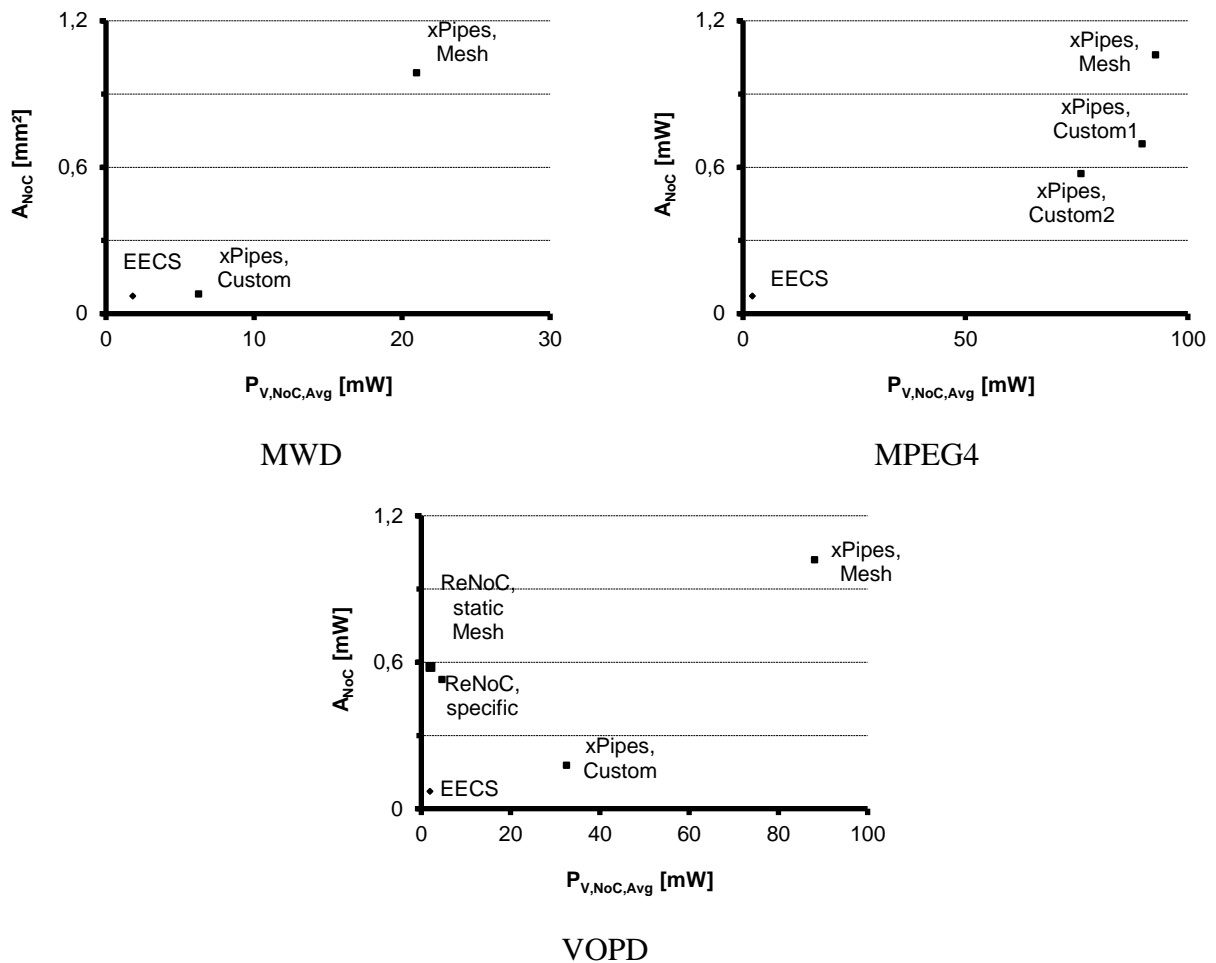 1,2
xPipes,
Mesh
0,6
A_NoC [mm²]
EECS
xPipes,
Custom
0
0
10
20
30
P_V,NoC,Avg [mW]
MWD
1,2
xPipes,
Mesh
xPipes,
Custom1
0,6
A_NoC [mW]
xPipes,
Custom2
EECS
0
0
50
100
P_V,NoC,Avg [mW]
MPEG4
1,2
xPipes,
Mesh
ReNoC,
static
Mesh
0,6
A_NoC [mW]
ReNoC,
specific
xPipes,
Custom
EECS
0
0
20
40
60
80
100
P_V,NoC,Avg [mW]
VOPD